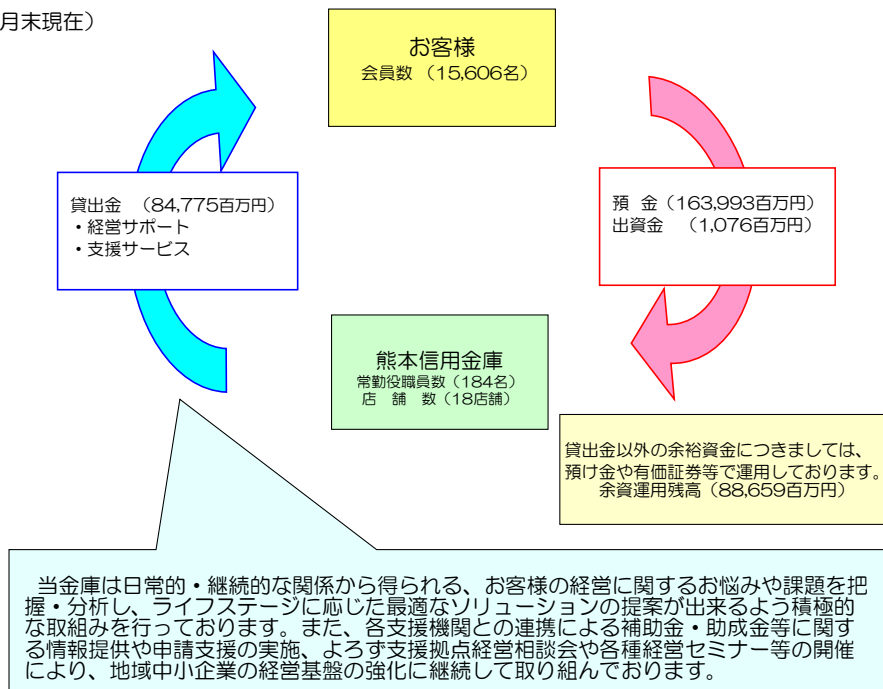 月末現在）
お客様
会員数 （15,606名）
貸出金 （84,775百万円）
・経営サポート
・支援サービス
預 金（163,993百万円）
出資金 （1,076百万円）
熊本信用金庫
常勤役職員数（184名）
店 舗 数（18店舗）
貸出金以外の余裕資金につきましては、
預け金や有価証券等で運用しております。
余資運用残高（88,659百万円）
当金庫は日常的・継続的な関係から得られる、お客様の経営に関するお悩みや課題を把
握・分析し、ライフステージに応じた最適なソリューションの提案が出来るよう積極的
な取組みを行っております。また、各支援機関との連携による補助金・助成金等に関す
る情報提供や申請支援の実施、よろず支援拠点経営相談会や各種経営セミナー等の開催
により、地域中小企業の経営基盤の強化に継続して取り組んでおります。